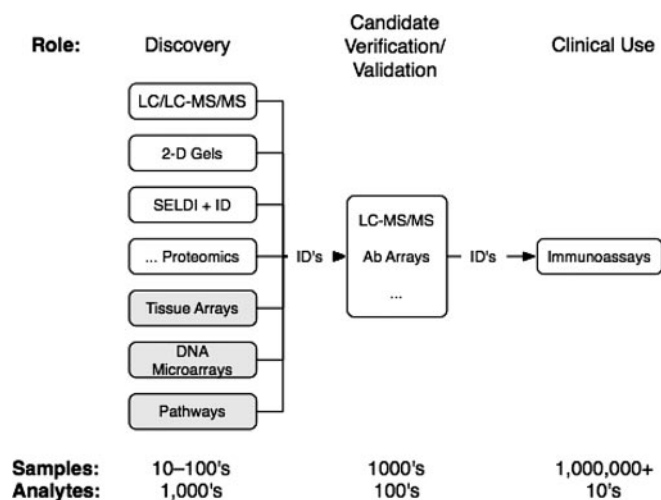 Role:
Discovery
Candidate
Verification/
Validation
Clinical Use
LC/LC-MS/MS
2-D Gels
SELDI + ID
... Proteomics
Tissue Arrays
DNA
Microarrays
Pathways
ID's
LC-MS/MS
Ab Arrays
...
ID's
Immunoassays
Samples: 10–100's 1000's 1,000,000+
Analytes: 1,000's 100's 10's